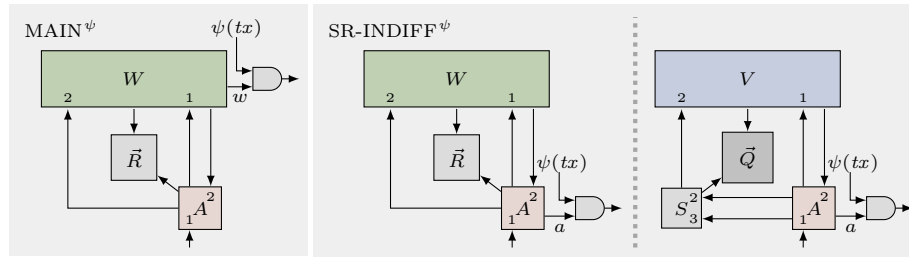 MAIN^ψ
ψ(tx)
W
2 1
w
R⃗
A 2
1
SR-INDIFF^ψ
W
2 1
R⃗
ψ(tx)
A 2
1
a
V
2 1
Q⃗
ψ(tx)
S 2
3
A 2
1
a